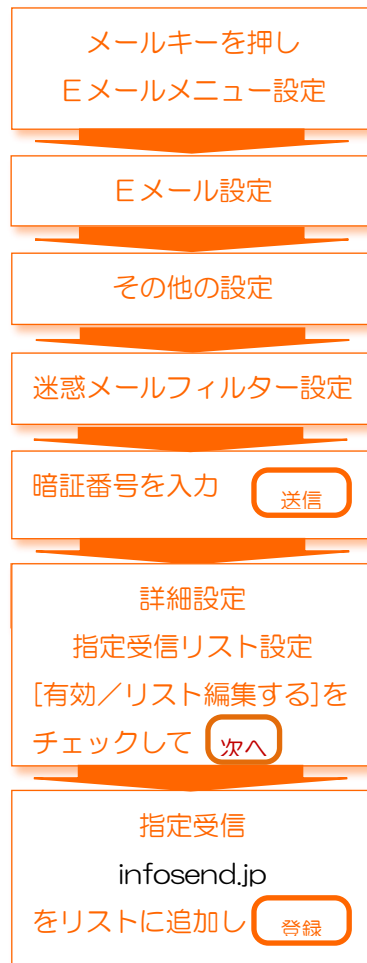 メールキーを押し
Eメールメニュー設定
Eメール設定
その他の設定
迷惑メールフィルター設定
暗証番号を入力 送信
詳細設定
指定受信リスト設定
[有効／リスト編集する]を
チェックして 次へ
指定受信
infosend.jp
をリストに追加し 登録